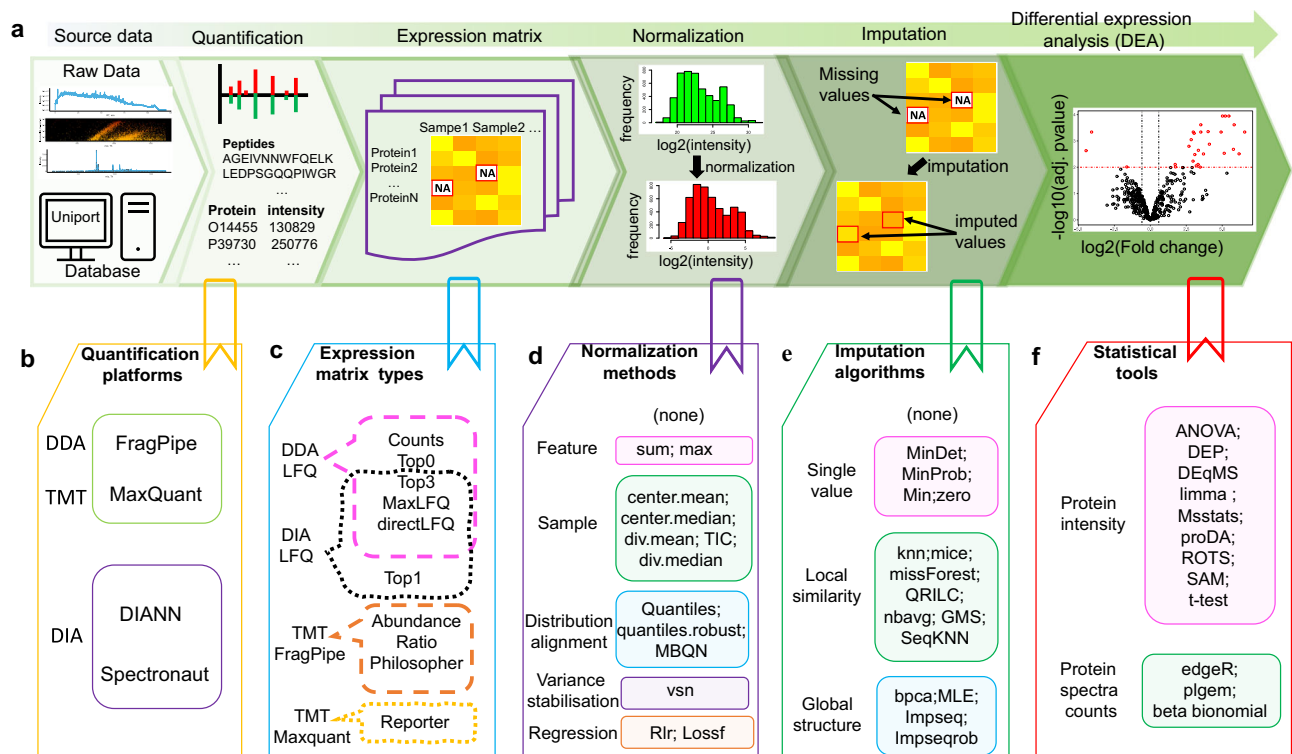 a
Source data
Quantification
Expression matrix
Normalization
Imputation
Differential expression
analysis (DEA)
Raw Data
Uniport
Database
Peptides
AGEIVNNWFQELK
LEDPSGQQPIWGR
...
Protein intensity
O14455 130829
P39730 250776
... ...
Sampe1 Sample2 ...
Protein1
Protein2
...
ProteinN
NA
NA
frequency
20 25 30
log2(intensity)
normalization
frequency
-5 0 5
log2(intensity)
Missing
values
NA
NA
imputation
imputed
values
-log10(adj. pvalue)
log2(Fold change)
b
Quantification
platforms
DDA
TMT
FragPipe
MaxQuant
DIA
DIANN
Spectronaut
c
Expression
matrix types
DDA
LFQ
Counts
Top0
Top3
MaxLFQ
directLFQ
DIA
LFQ
Top1
TMT
FragPipe
Abundance
Ratio
Philosopher
TMT
Maxquant
Reporter
d
Normalization
methods
(none)
Feature
sum; max
Sample
center.mean;
center.median;
div.mean; TIC;
div.median
Distribution
alignment
Quantiles;
quantiles.robust;
MBQN
Variance
stabilisation
vsn
Regression
Rlr; Lossf
e
Imputation
algorithms
(none)
Single
value
MinDet;
MinProb;
Min;zero
Local
similarity
knn;mice;
missForest;
QRILC;
nbavg; GMS;
SeqKNN
Global
structure
bpca;MLE;
Impseq;
Impseqrob
f
Statistical
tools
Protein
intensity
ANOVA;
DEP;
DEqMS
limma ;
Msstats;
proDA;
ROTS;
SAM;
t-test
Protein
spectra
counts
edgeR;
plgem;
beta bionomial